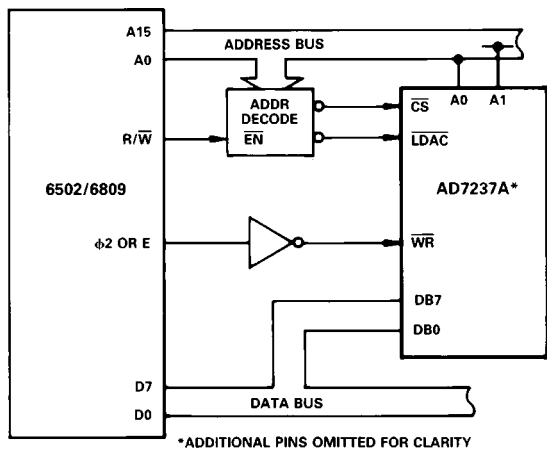 A15
ADDRESS BUS
A0
ADDR
DECODE
EN
R/W
CS
A0 A1
LDAC
6502/6809
AD7237A*
ϕ2 OR E
WR
DB7
DB0
D7
DATA BUS
D0
*ADDITIONAL PINS OMITTED FOR CLARITY